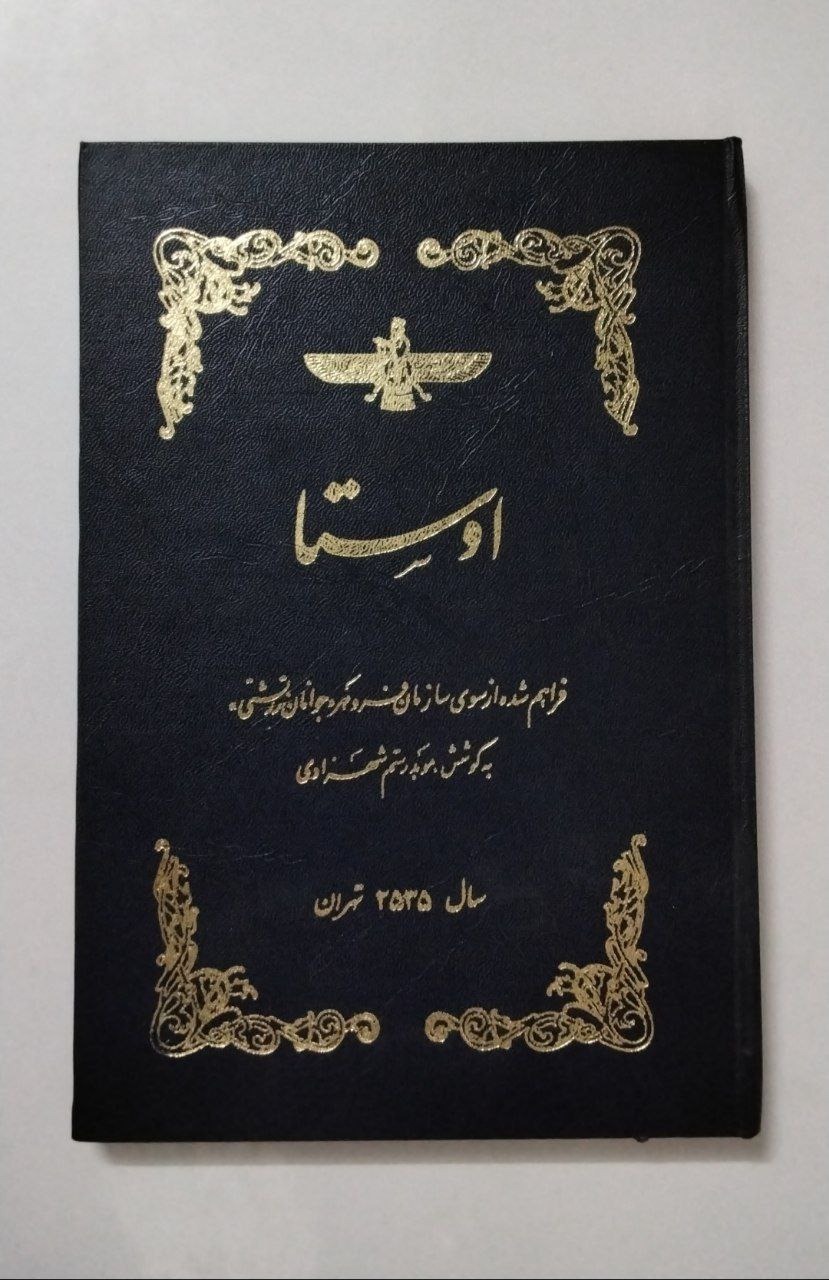 اوستا
فراهم شده از سوی سازمان فروهر جوانان زرتشتی
به کوشش موبد رستم شهزادی
سال ۲۵۳۵ تهران